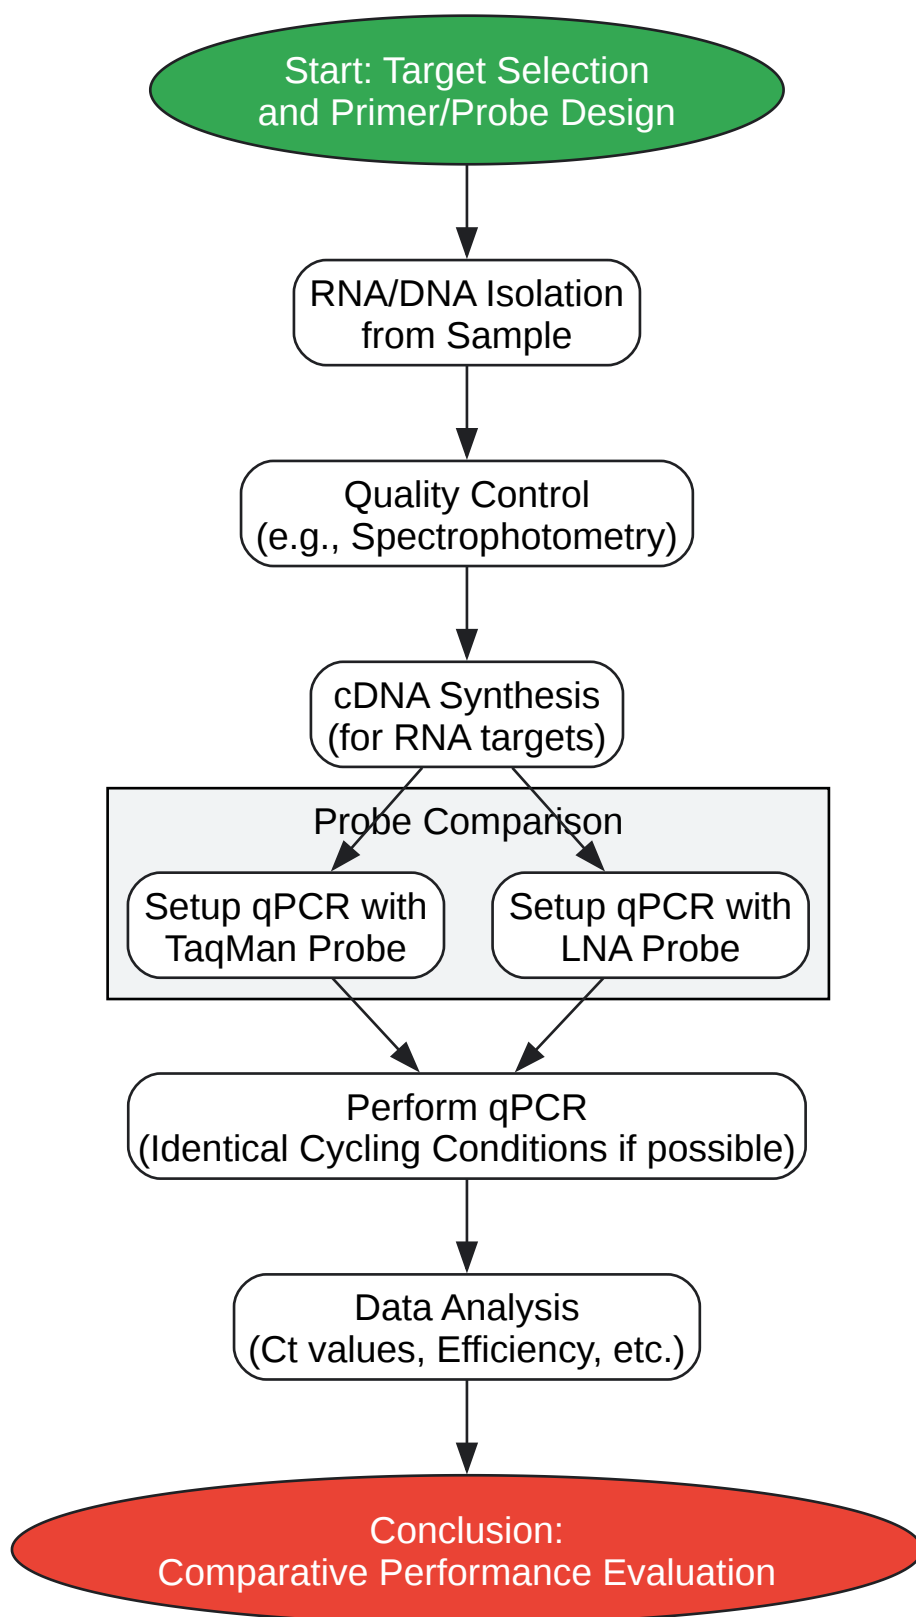 Start: Target Selection
and Primer/Probe Design
RNA/DNA Isolation
from Sample
Quality Control
(e.g., Spectrophotometry)
cDNA Synthesis
(for RNA targets)
Probe Comparison
Setup qPCR with
TaqMan Probe
Setup qPCR with
LNA Probe
Perform qPCR
(Identical Cycling Conditions if possible)
Data Analysis
(Ct values, Efficiency, etc.)
Conclusion:
Comparative Performance Evaluation